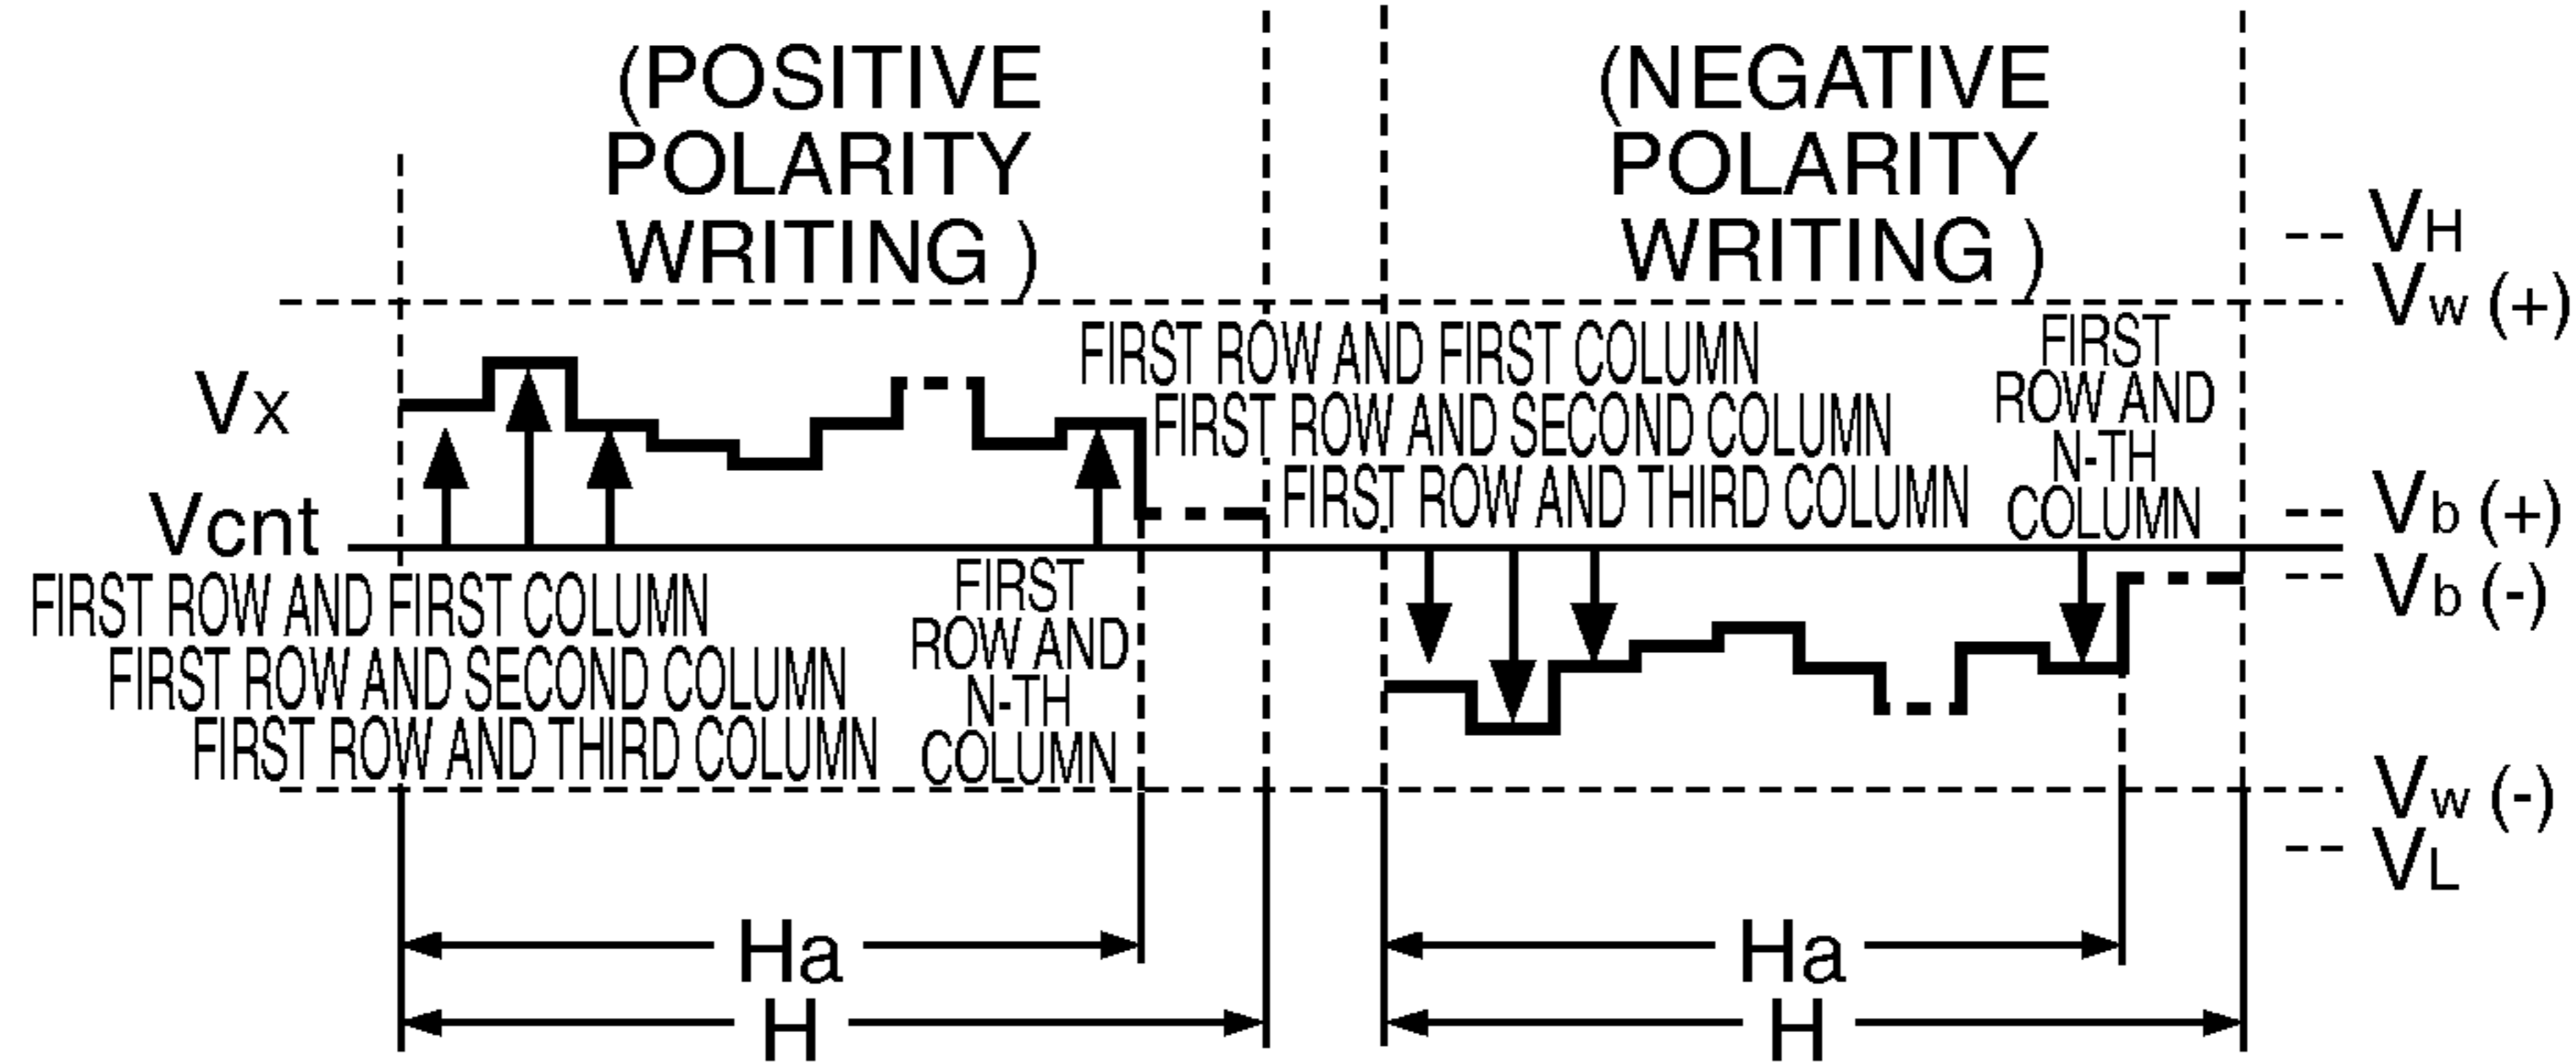 (POSITIVE
POLARITY
WRITING )
(NEGATIVE
POLARITY
WRITING )
VH
Vw (+)
FIRST ROW AND FIRST COLUMN
FIRST ROW AND SECOND COLUMN
FIRST ROW AND THIRD COLUMN
FIRST
ROW AND
N-TH
COLUMN
Vx
Vcnt
Vb (+)
Vb (-)
FIRST ROW AND FIRST COLUMN
FIRST ROW AND SECOND COLUMN
FIRST ROW AND THIRD COLUMN
FIRST
ROW AND
N-TH
COLUMN
Vw (-)
VL
Ha
Ha
H
H